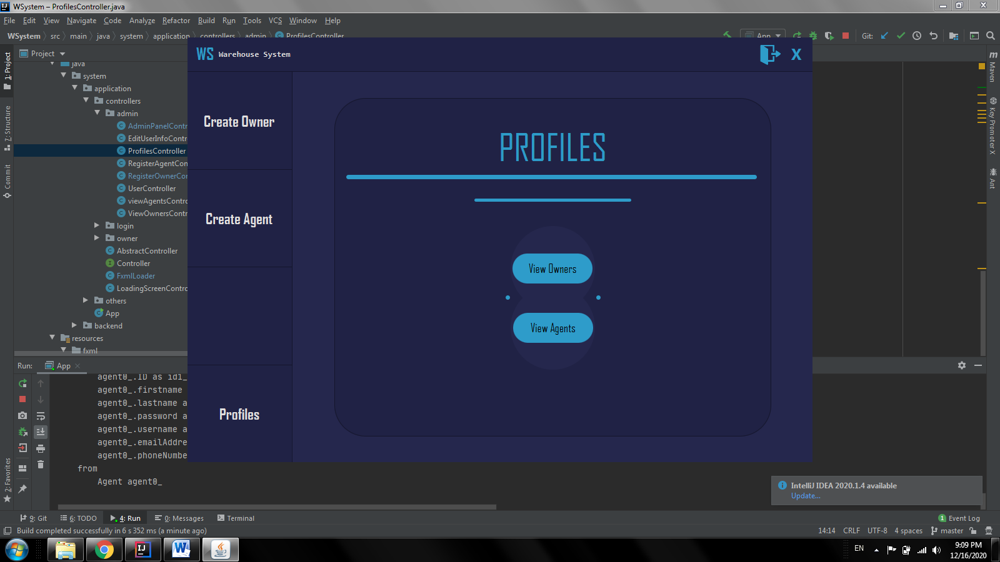 WSystem – ProfilesController.java
File Edit View Navigate Code Analyze Refactor Build Run Tools VCS Window Help
WSystem src main java system application controllers admin ProfilesController
App
Git:
1: Project
7: Structure
Commit
2: Favorites
Project
java
system
application
controllers
admin
AdminPanelContr
EditUserInfoContr
ProfilesController
RegisterAgentCon
RegisterOwnerCo
UserController
viewAgentsContro
ViewOwnersContr
login
owner
AbstractController
Controller
FxmlLoader
LoadingScreenContro
others
App
backend
resources
fxml
WS Warehouse System
X
Create Owner
Create Agent
Profiles
PROFILES
View Owners
View Agents
Maven
Key Promoter X
Ant
Run: App
agent0_.ID as id1_
agent0_.firstname
agent0_.lastname a
agent0_.password a
agent0_.username a
agent0_.emailAddre
agent0_.phoneNumbe
from
Agent agent0_
IntelliJ IDEA 2020.1.4 available
Update...
9: Git 6: TODO 4: Run 0: Messages Terminal
1 Event Log
Build completed successfully in 6 s 352 ms (a minute ago)
14:14 CRLF UTF-8 4 spaces master
EN
9:09 PM
12/16/2020